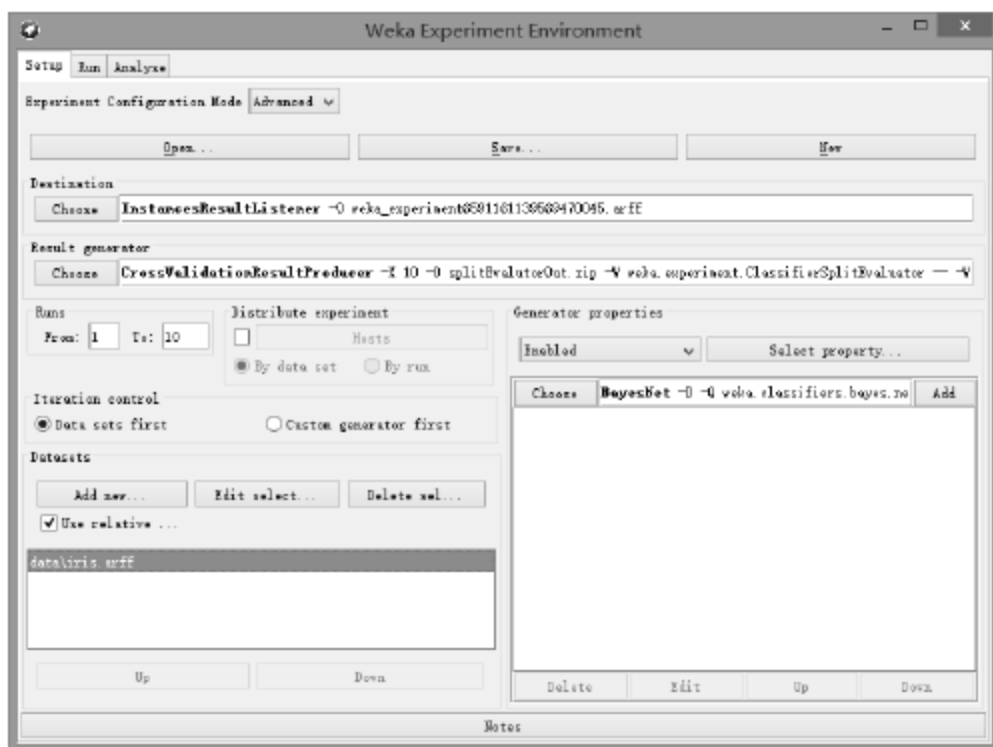 Weka Experiment Environment
Setup Run Analyse
Experiment Configuration Mode Advanced
Open... Save... New
Destination
Choose InstancesResultListener -O weka_experiment6591161139569470045.arff
Result generator
Choose CrossValidationResultProducer -X 10 -O splitEvalutorOut.zip -W weka.experiment.ClassifierSplitEvaluator -- -W
Runs
From: 1 To: 10
Distribute experiment
Hosts
By data set By run
Generator properties
Enabled Select property...
Choose BayesNet -D -Q weka.classifiers.bayes.ne Add
Iteration control
Data sets first Custom generator first
Datasets
Add new... Edit select... Delete sel...
Use relative ...
data\iris.arff
Up Down
Delete Edit Up Down
Notes